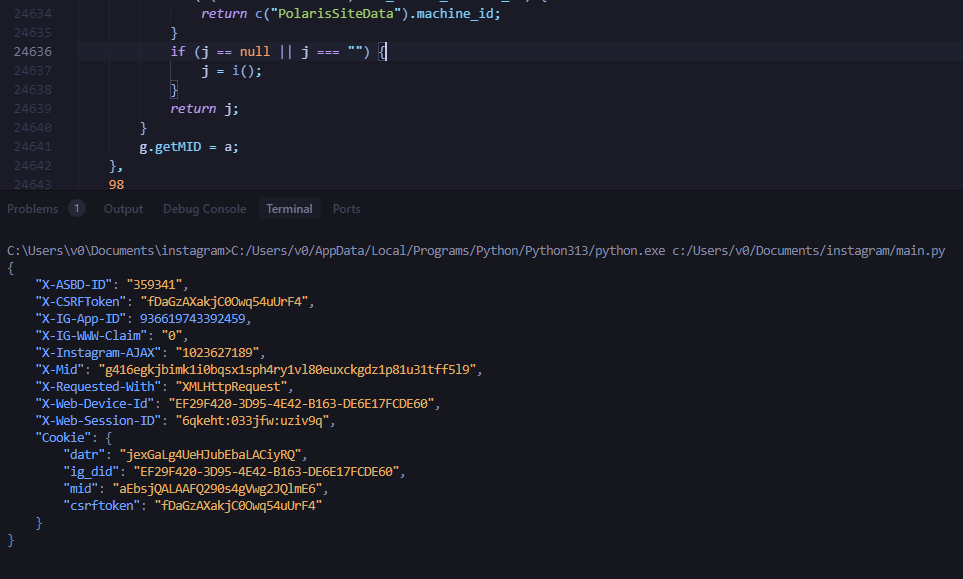 24634 return c("PolarisSiteData").machine_id;
24635 }
24636 if (j == null || j === "") {
24637 j = i();
24638 }
24639 return j;
24640 }
24641 g.getMID = a;
24642 },
24643 98
Problems 1 Output Debug Console Terminal Ports
C:\Users\v0\Documents\instagram>C:/Users/v0/AppData/Local/Programs/Python/Python313/python.exe c:/Users/v0/Documents/instagram/main.py
{
"X-ASBD-ID": "359341",
"X-CSRFToken": "fDaGzAXakjC0Owq54uUrF4",
"X-IG-App-ID": 936619743392459,
"X-IG-WWW-Claim": "0",
"X-Instagram-AJAX": "1023627189",
"X-Mid": "g416egkjbimk1i0bqsx1sph4ry1vl80euxckgdz1p81u31tff5l9",
"X-Requested-With": "XMLHttpRequest",
"X-Web-Device-Id": "EF29F420-3D95-4E42-B163-DE6E17FCDE60",
"X-Web-Session-ID": "6qkeht:033jfw:uziv9q",
"Cookie": {
"datr": "jexGaLg4UeHJubEbaLACiyRQ",
"ig_did": "EF29F420-3D95-4E42-B163-DE6E17FCDE60",
"mid": "aEbsjQALAAFQ290s4gVwg2JQlmE6",
"csrftoken": "fDaGzAXakjC0Owq54uUrF4"
}
}